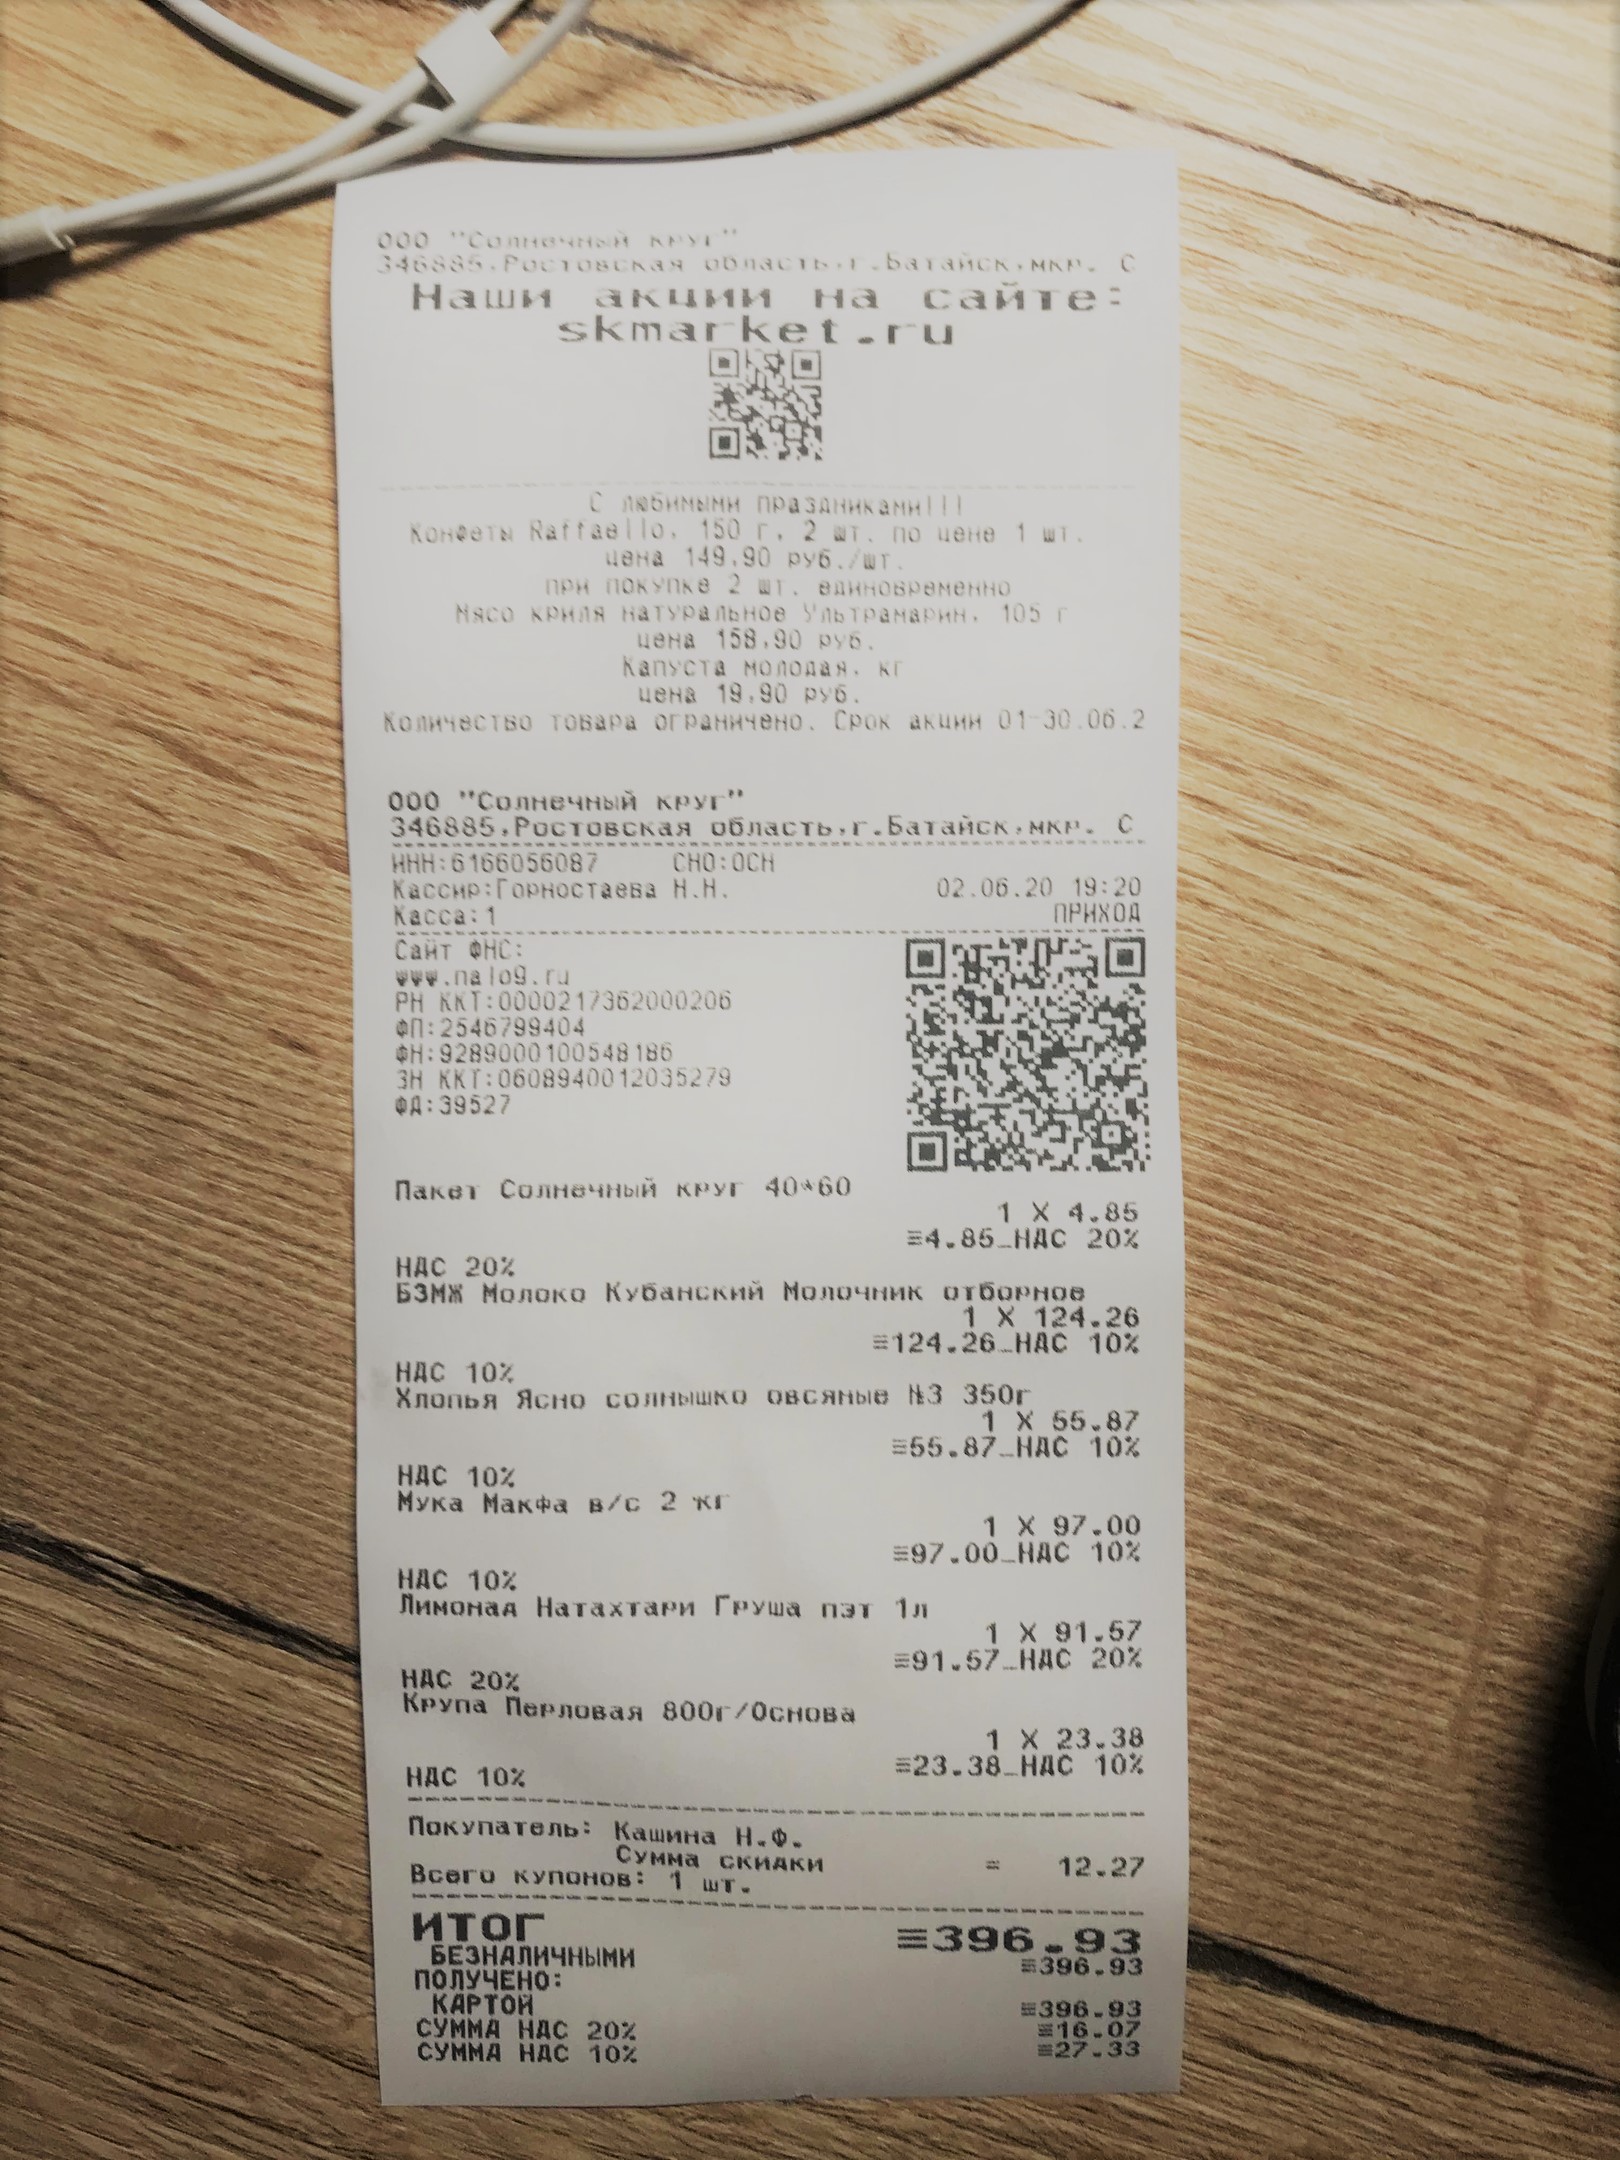 ООО "Солнечный круг"
346885,Ростовская область,г.Батайск,мкр. С
Наши акции на сайте:
skmarket.ru
С любимыми праздниками!!!
Конфеты Raffaello, 150 г, 2 шт. по цене 1 шт.
цена 149,90 руб./шт.
при покупке 2 шт. единовременно
Мясо криля натуральное Ультрамарин, 105 г
цена 158,90 руб.
Капуста молодая, кг
цена 19,90 руб.
Количество товара ограничено. Срок акции 01-30.06.2
ООО "Солнечный круг"
346885,Ростовская область,г.Батайск,мкр. С
ИНН:6166056087 СНО:ОСН
Кассир:Горностаева Н.Н. 02.06.20 19:20
Касса:1 ПРИХОД
Сайт ФНС:
www.nalog.ru
РН ККТ:0000217362000206
ФП:2546799404
ФН:9289000100548186
ЗН ККТ:0608940012035279
ФД:39527
Пакет Солнечный круг 40*60
1 X 4.85
≡4.85_НДС 20%
НДС 20%
БЗМЖ Молоко Кубанский Молочник отборное
1 X 124.26
≡124.26_НДС 10%
НДС 10%
Хлопья Ясно солнышко овсяные №3 350г
1 X 55.87
≡55.87_НДС 10%
НДС 10%
Мука Макфа в/с 2 кг
1 X 97.00
≡97.00_НДС 10%
НДС 10%
Лимонад Натахтари Груша пэт 1л
1 X 91.57
≡91.57_НДС 20%
НДС 20%
Крупа Перловая 800г/Основа
1 X 23.38
≡23.38_НДС 10%
НДС 10%
Покупатель: Кашина Н.Ф.
Сумма скидки = 12.27
Всего купонов: 1 шт.
ИТОГ ≡396.93
БЕЗНАЛИЧНЫМИ ≡396.93
ПОЛУЧЕНО:
КАРТОЙ ≡396.93
СУММА НДС 20% ≡16.07
СУММА НДС 10% ≡27.33